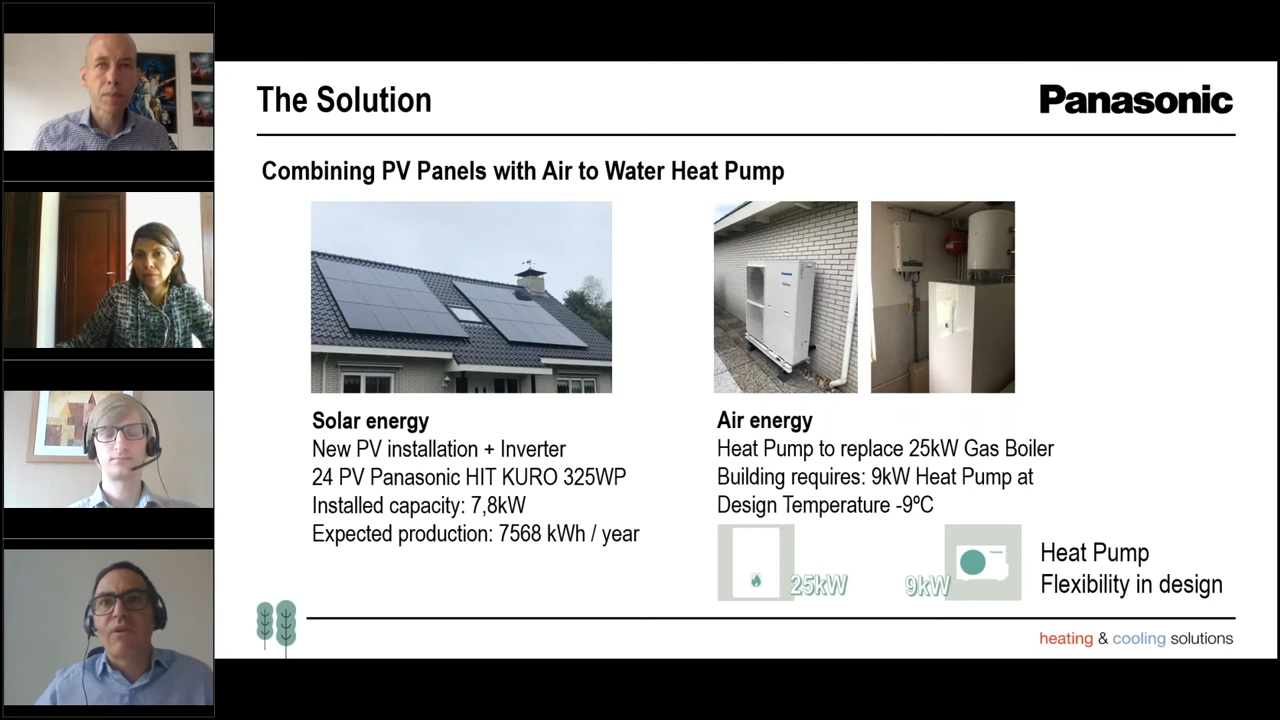 The Solution
Panasonic
Combining PV Panels with Air to Water Heat Pump
Solar energy
New PV installation + Inverter
24 PV Panasonic HIT KURO 325WP
Installed capacity: 7,8kW
Expected production: 7568 kWh / year
Air energy
Heat Pump to replace 25kW Gas Boiler
Building requires: 9kW Heat Pump at
Design Temperature -9ºC
25kW
9kW
Heat Pump
Flexibility in design
heating & cooling solutions